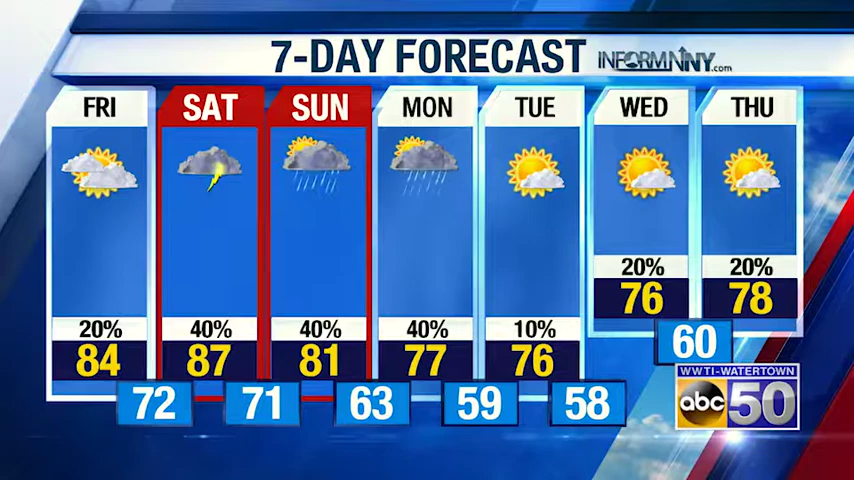 7-DAY FORECAST INFORMNNY.com
FRI SAT SUN MON TUE WED THU
20% 40% 40% 40% 10% 20% 20%
84 87 81 77 76 76 78
72 71 63 59 58 60
WWTI-WATERTOWN
abc 50